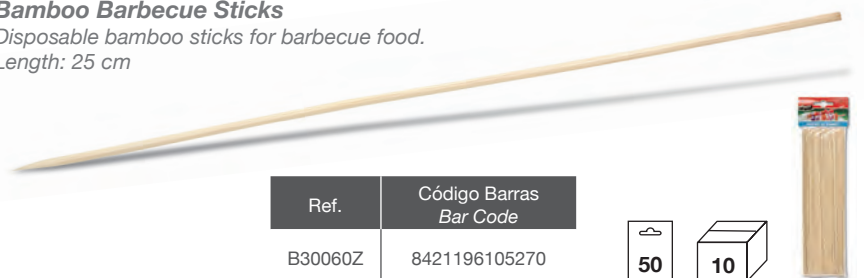 Bamboo Barbecue Sticks
Disposable bamboo sticks for barbecue food.
Length: 25 cm
Ref.
Código Barras
Bar Code
B30060Z
8421196105270
50
10